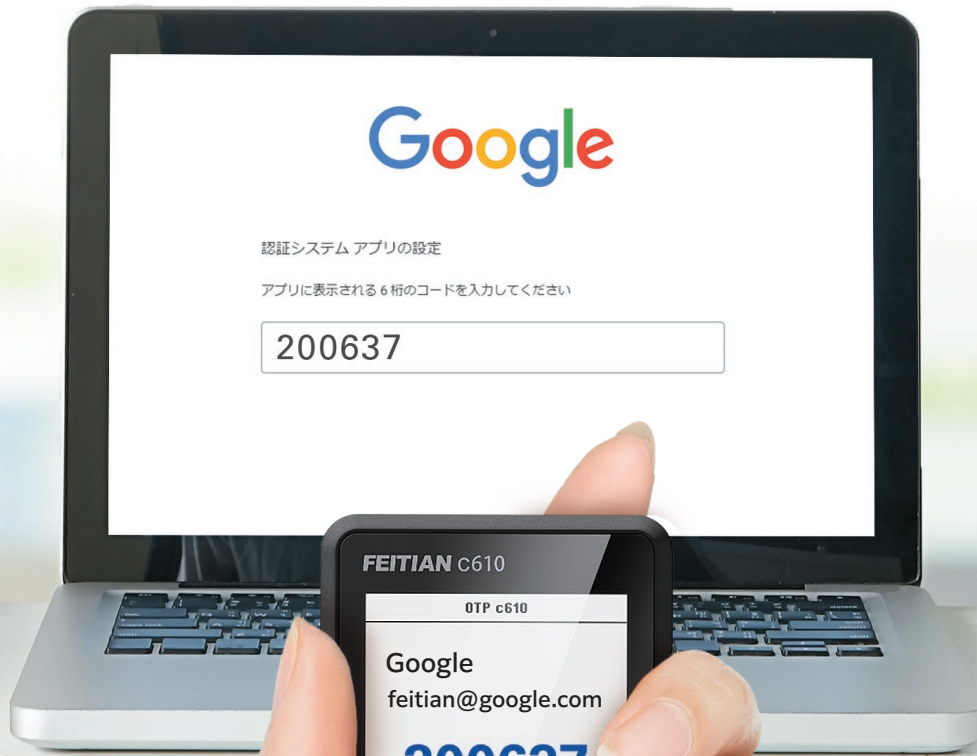 Google
認証システム アプリの設定
アプリに表示される 6 桁のコードを入力してください
200637
FEITIAN c610
OTP c610
Google
feitian@google.com
200637